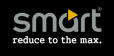 smart
reduce to the max.